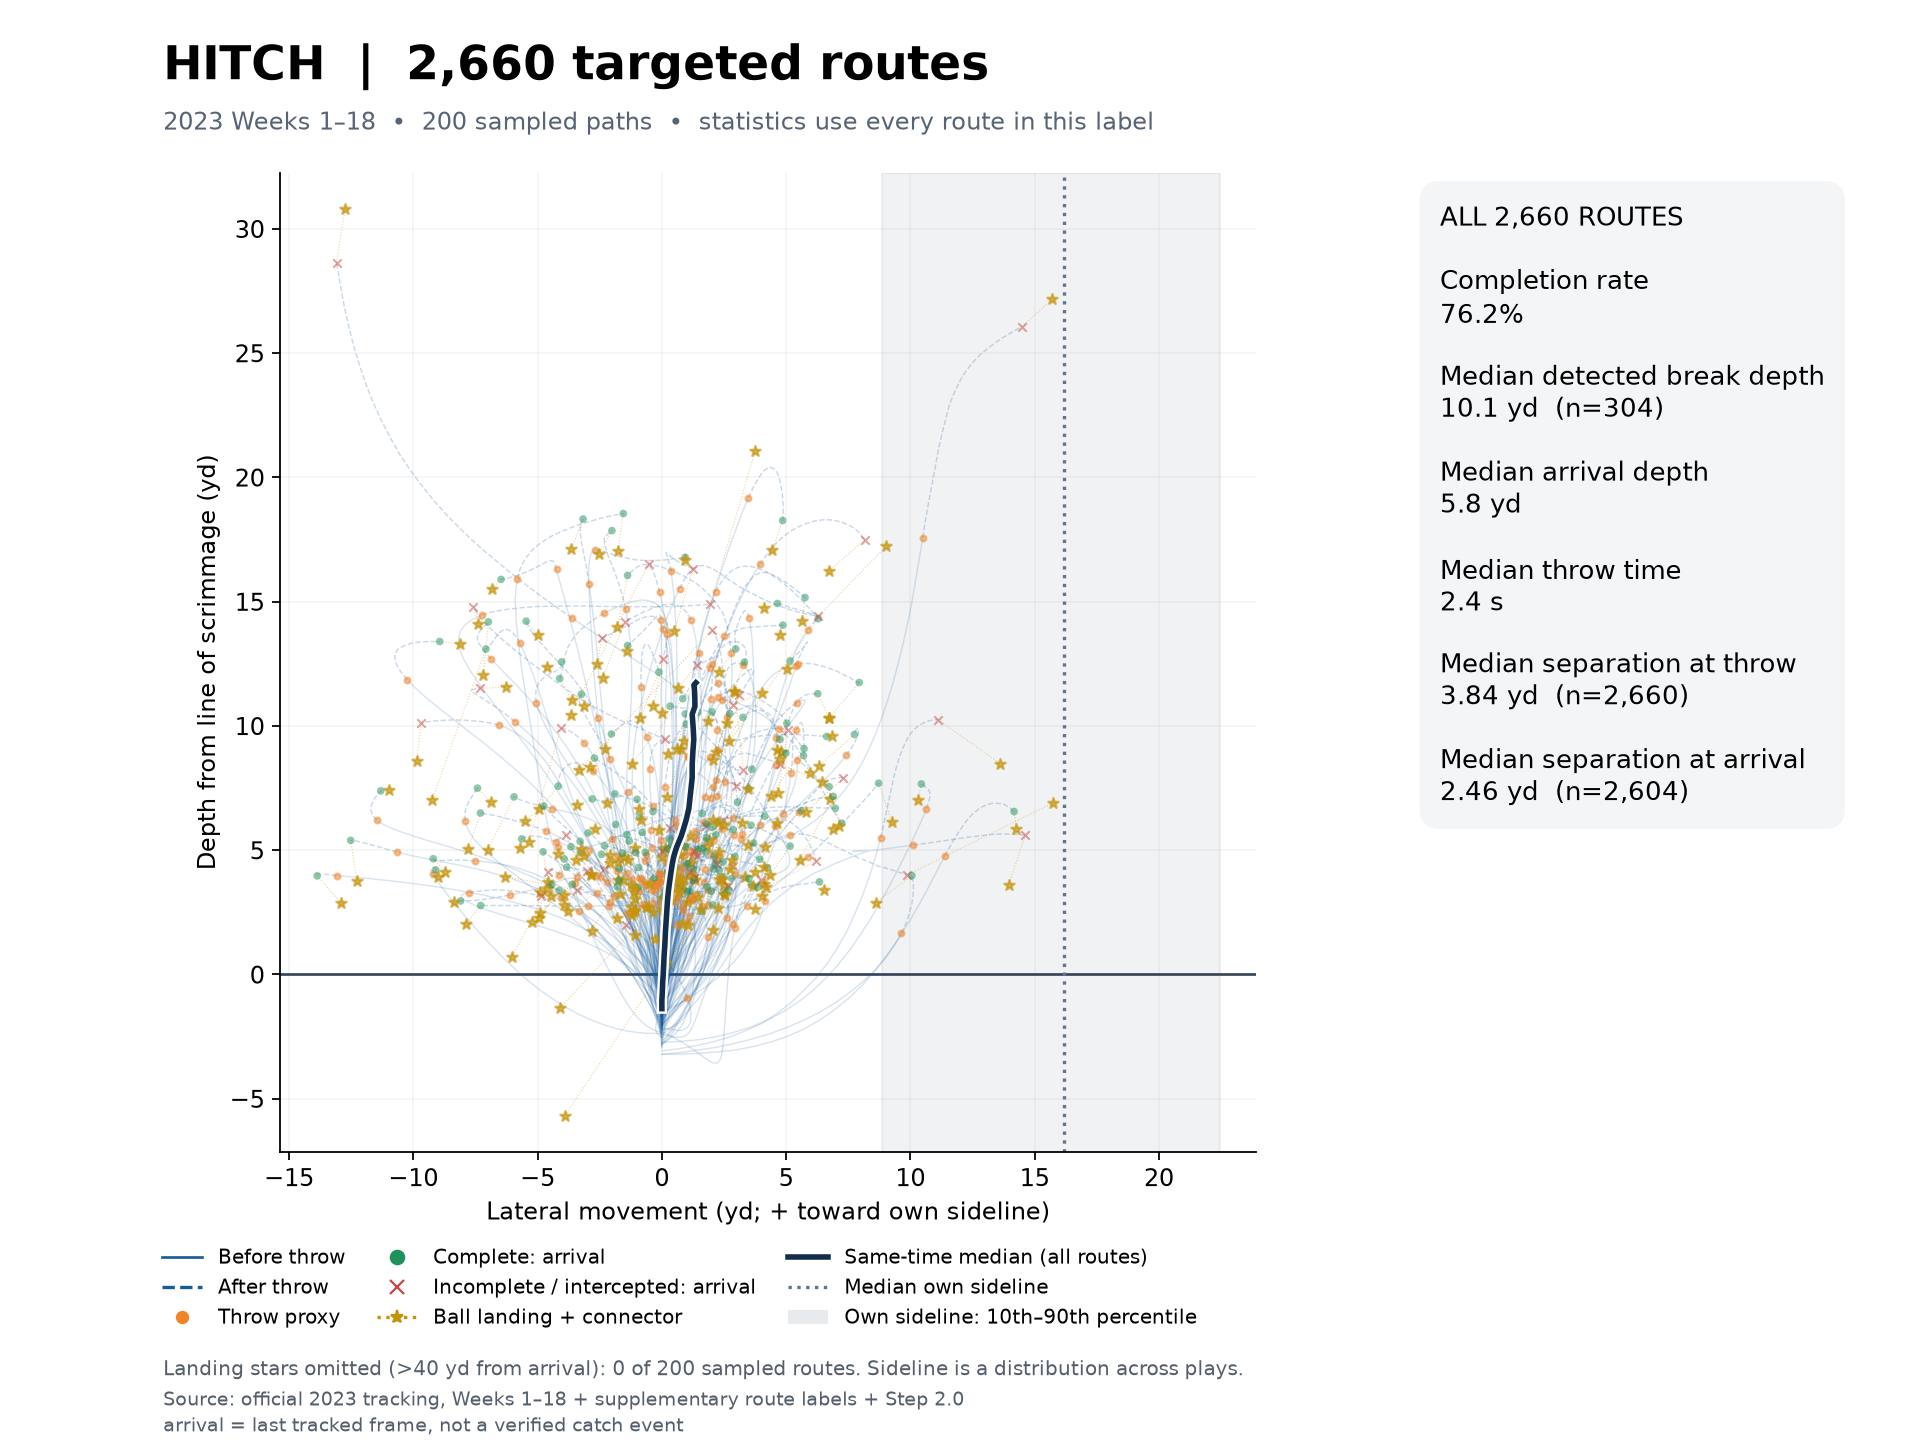 HITCH | 2,660 targeted routes
2023 Weeks 1–18 • 200 sampled paths • statistics use every route in this label
Depth from line of scrimmage (yd)
30
25
20
15
10
5
0
−5
−15
−10
−5
0
5
10
15
20
Lateral movement (yd; + toward own sideline)
ALL 2,660 ROUTES
Completion rate
76.2%
Median detected break depth
10.1 yd (n=304)
Median arrival depth
5.8 yd
Median throw time
2.4 s
Median separation at throw
3.84 yd (n=2,660)
Median separation at arrival
2.46 yd (n=2,604)
Before throw
After throw
Throw proxy
Complete: arrival
Incomplete / intercepted: arrival
Ball landing + connector
Same-time median (all routes)
Median own sideline
Own sideline: 10th–90th percentile
Landing stars omitted (>40 yd from arrival): 0 of 200 sampled routes. Sideline is a distribution across plays.
Source: official 2023 tracking, Weeks 1–18 + supplementary route labels + Step 2.0
arrival = last tracked frame, not a verified catch event